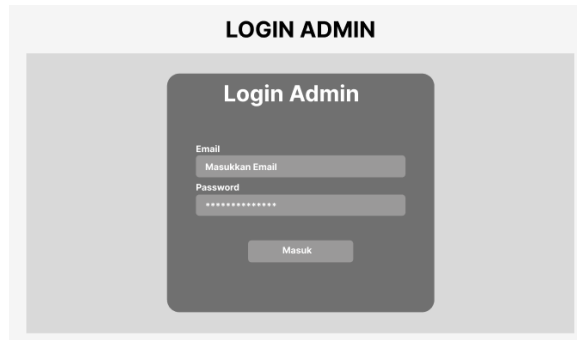 LOGIN ADMIN
Login Admin
Email
Masukkan Email
Password
**************
Masuk